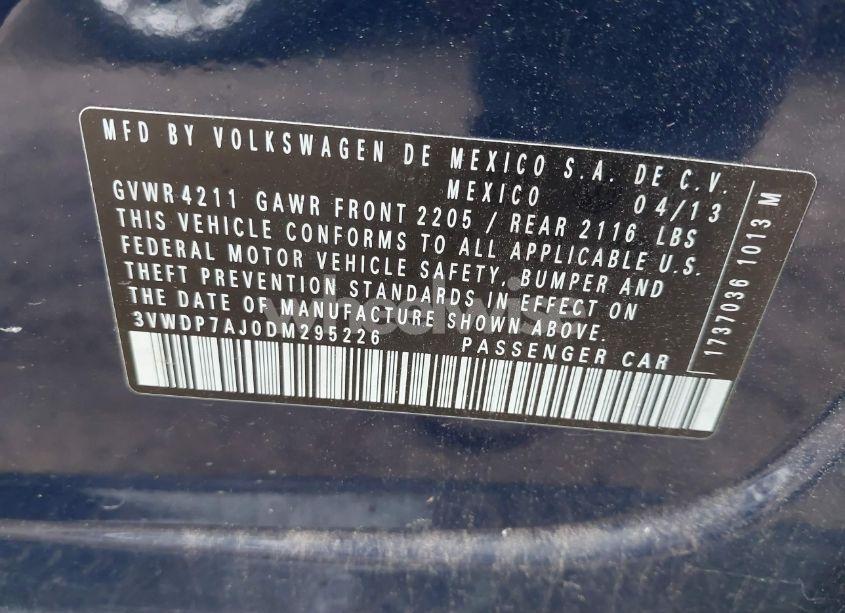 MFD BY VOLKSWAGEN DE MEXICO S.A. DE C.V.
MEXICO 04/13
GVWR 4211 GAWR FRONT 2205 / REAR 2116 LBS
THIS VEHICLE CONFORMS TO ALL APPLICABLE U.S.
FEDERAL MOTOR VEHICLE SAFETY, BUMPER AND
THEFT PREVENTION STANDARDS IN EFFECT ON
THE DATE OF MANUFACTURE SHOWN ABOVE.
3VWDP7AJ0DM295226 PASSENGER CAR
1737036 1013 M
wheelwise